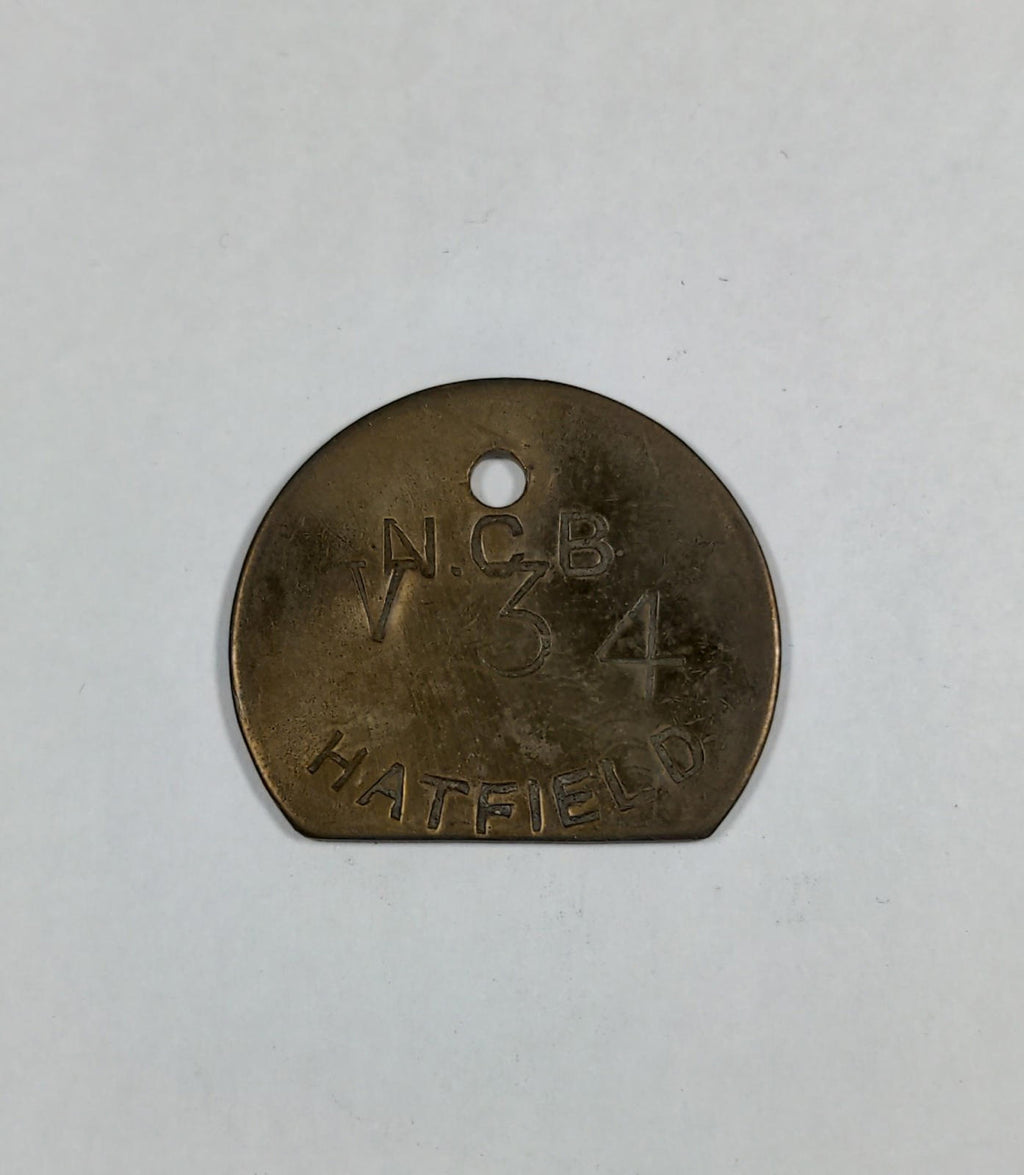 N.C.B.
V 34
HATFIELD